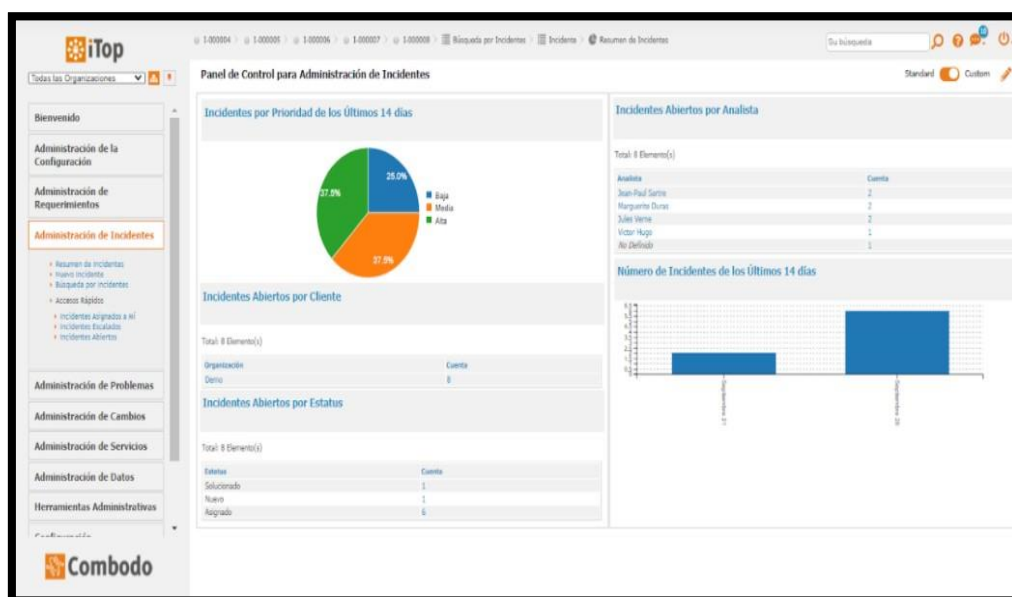 iTop
I-000004 I-000005 I-000006 I-000007 I-000008 Búsqueda por Incidentes Incidente Resumen de Incidentes
Su búsqueda
Todas las Organizaciones
Panel de Control para Administración de Incidentes
Standard Custom
Bienvenido
Administración de la
Configuración
Administración de
Requerimientos
Administración de Incidentes
Resumen de Incidentes
Nuevo Incidente
Búsqueda por Incidentes
Accesos Rápidos
Incidentes Asignados a Mí
Incidentes Escalados
Incidentes Abiertos
Administración de Problemas
Administración de Cambios
Administración de Servicios
Administración de Datos
Herramientas Administrativas
Configuración
Combodo
Incidentes por Prioridad de los Últimos 14 días
25.0%
37.5%
37.5%
Baja
Media
Alta
Incidentes Abiertos por Cliente
Total: 8 Elemento(s)
Organización Cuenta
Demo 8
Incidentes Abiertos por Estatus
Total: 8 Elemento(s)
Estatus Cuenta
Solucionado 1
Nuevo 1
Asignado 6
Incidentes Abiertos por Analista
Total: 8 Elemento(s)
Analista Cuenta
Jean-Paul Sartre 2
Marguerite Duras 2
Jules Verne 2
Victor Hugo 1
No Definido 1
Número de Incidentes de los Últimos 14 días
Septiembre 21
Septiembre